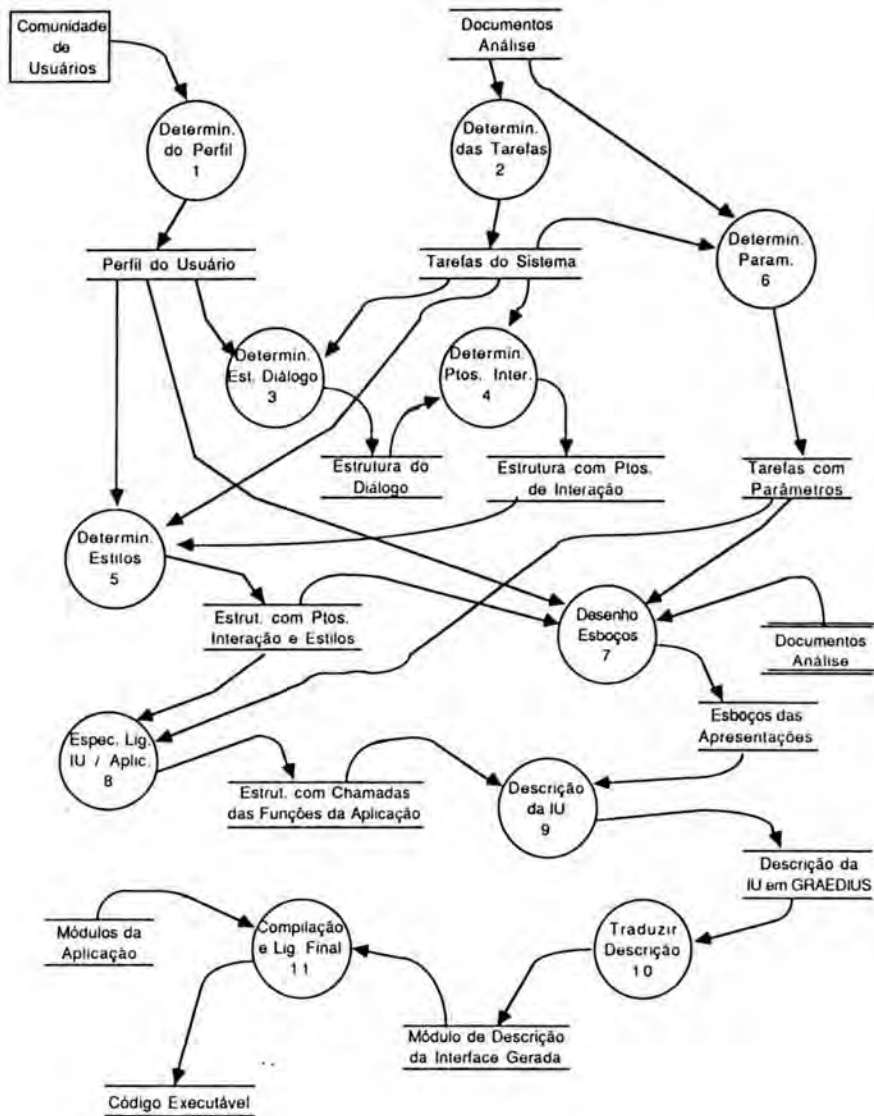 Comunidade
de
Usuários
Documentos
Análise
Determin.
do Perfil
1
Determin.
das Tarefas
2
Perfil do Usuário
Tarefas do Sistema
Determin.
Param.
6
Determin.
Est. Diálogo
3
Determin.
Ptos. Inter.
4
Estrutura do
Diálogo
Estrutura com Ptos.
de Interação
Tarefas com
Parâmetros
Determin.
Estilos
5
Estrut. com Ptos.
Interação e Estilos
Desenho
Esboços
7
Documentos
Análise
Esboços das
Apresentações
Espec. Lig.
IU / Aplic.
8
Estrut. com Chamadas
das Funções da Aplicação
Descrição
da IU
9
Descrição da
IU em GRAEDIUS
Módulos da
Aplicação
Compilação
e Lig. Final
11
Traduzir
Descrição
10
Módulo de Descrição
da Interface Gerada
Código Executável